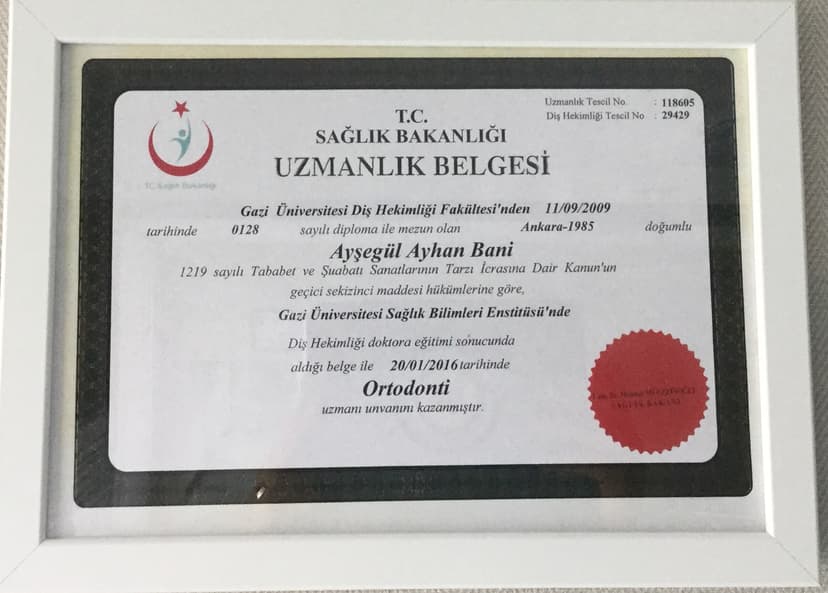 Uzmanlık Tescil No. : 118605
Diş Hekimliği Tescil No : 29429
T.C.
SAĞLIK BAKANLIĞI
UZMANLIK BELGESİ
T.C. Sağlık Bakanlığı
Gazi Üniversitesi Diş Hekimliği Fakültesi'nden 11/09/2009
tarihinde 0128 sayılı diploma ile mezun olan Ankara-1985 doğumlu
Ayşegül Ayhan Bani
1219 sayılı Tababet ve Şuabatı Sanatlarının Tarzı İcrasına Dair Kanun'un
geçici sekizinci maddesi hükümlerine göre,
Gazi Üniversitesi Sağlık Bilimleri Enstitüsü'nde
Diş Hekimliği doktora eğitimi sonucunda
aldığı belge ile 20/01/2016 tarihinde
Ortodonti
uzmanı unvanını kazanmıştır.